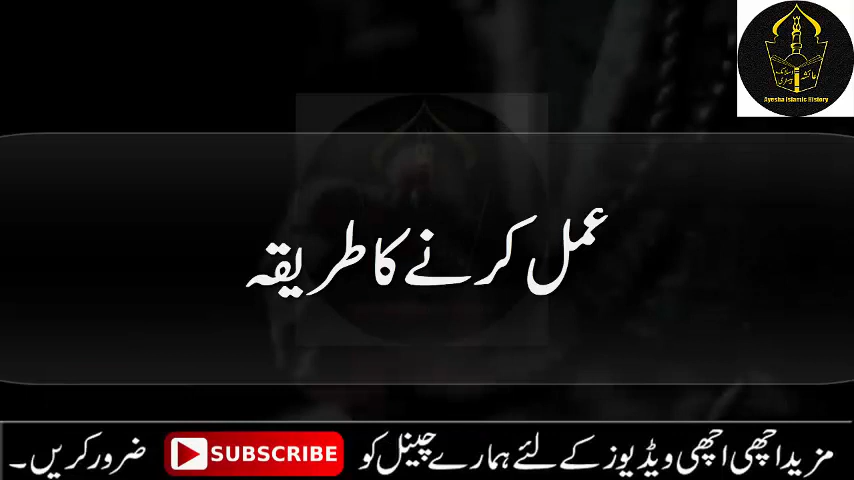 Ayesha Islamic History
عمل کرنے کا طریقہ
مزید اچھی اچھی ویڈیوز کے لئے ہمارے چینل کو SUBSCRIBE ضرور کریں۔